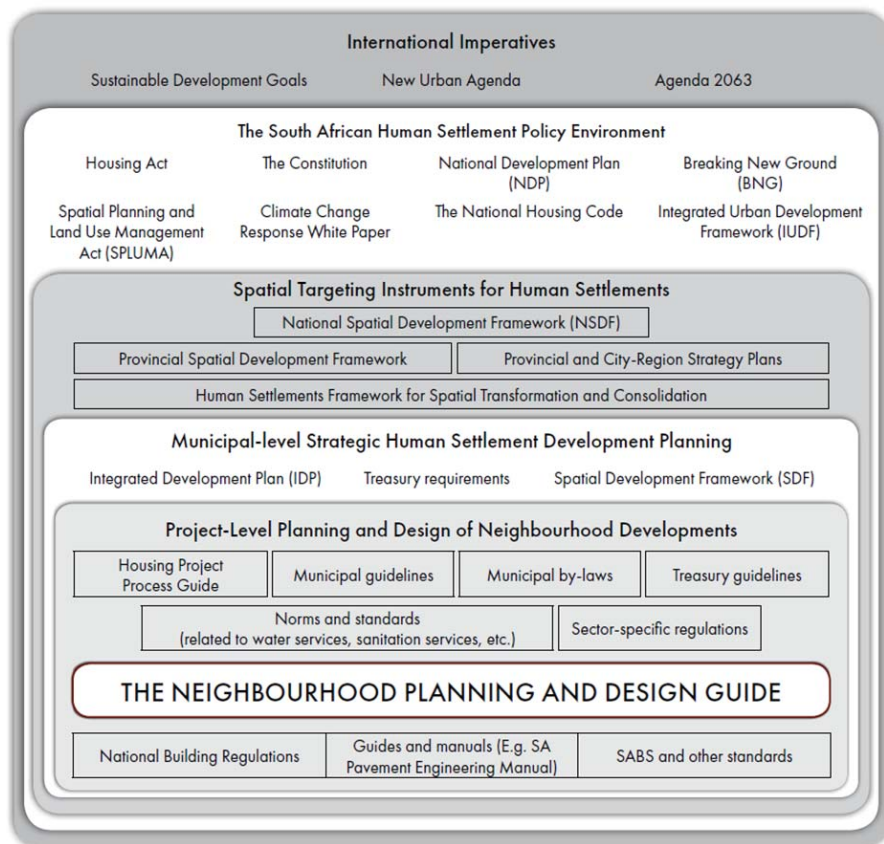 International Imperatives
Sustainable Development Goals New Urban Agenda Agenda 2063
The South African Human Settlement Policy Environment
Housing Act The Constitution National Development Plan Breaking New Ground
(NDP) (BNG)
Spatial Planning and Climate Change The National Housing Code Integrated Urban Development
Land Use Management Response White Paper Framework (IUDF)
Act (SPLUMA)
Spatial Targeting Instruments for Human Settlements
National Spatial Development Framework (NSDF)
Provincial Spatial Development Framework Provincial and City-Region Strategy Plans
Human Settlements Framework for Spatial Transformation and Consolidation
Municipal-level Strategic Human Settlement Development Planning
Integrated Development Plan (IDP) Treasury requirements Spatial Development Framework (SDF)
Project-Level Planning and Design of Neighbourhood Developments
Housing Project
Process Guide Municipal guidelines Municipal by-laws Treasury guidelines
Norms and standards
(related to water services, sanitation services, etc.) Sector-specific regulations
THE NEIGHBOURHOOD PLANNING AND DESIGN GUIDE
National Building Regulations Guides and manuals (E.g. SA
Pavement Engineering Manual) SABS and other standards